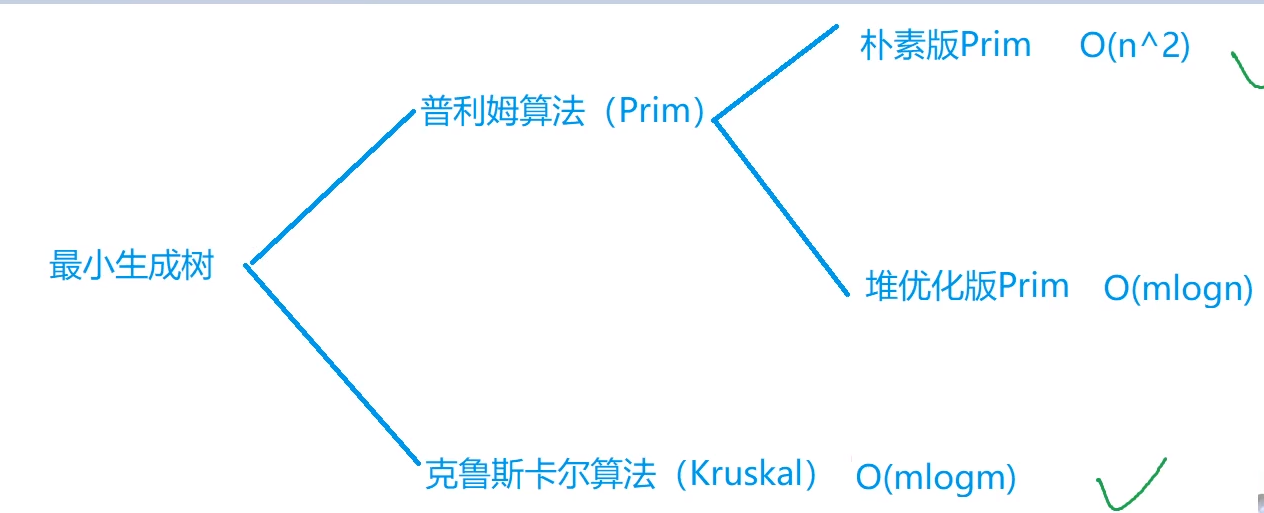 朴素版Prim O(n^2)
普利姆算法（Prim）
最小生成树
堆优化版Prim O(mlogn)
克鲁斯卡尔算法（Kruskal） O(mlogm)